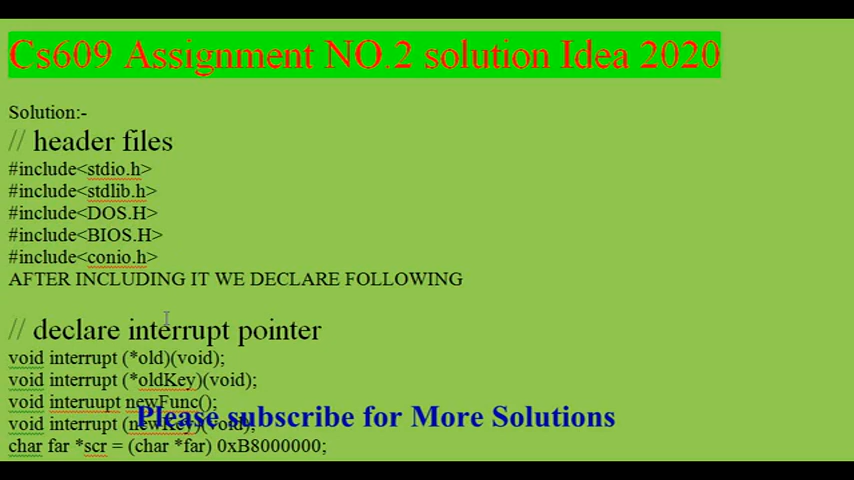 Cs609 Assignment NO.2 solution Idea 2020
Solution:-
// header files
#include<stdio.h>
#include<stdlib.h>
#include<DOS.H>
#include<BIOS.H>
#include<conio.h>
AFTER INCLUDING IT WE DECLARE FOLLOWING
// declare interrupt pointer
void interrupt (*old)(void);
void interrupt (*oldKey)(void);
void interuupt newFunc();
Please subscribe for More Solutions
void interrupt (newKey)(void);
char far *scr = (char *far) 0xB8000000;